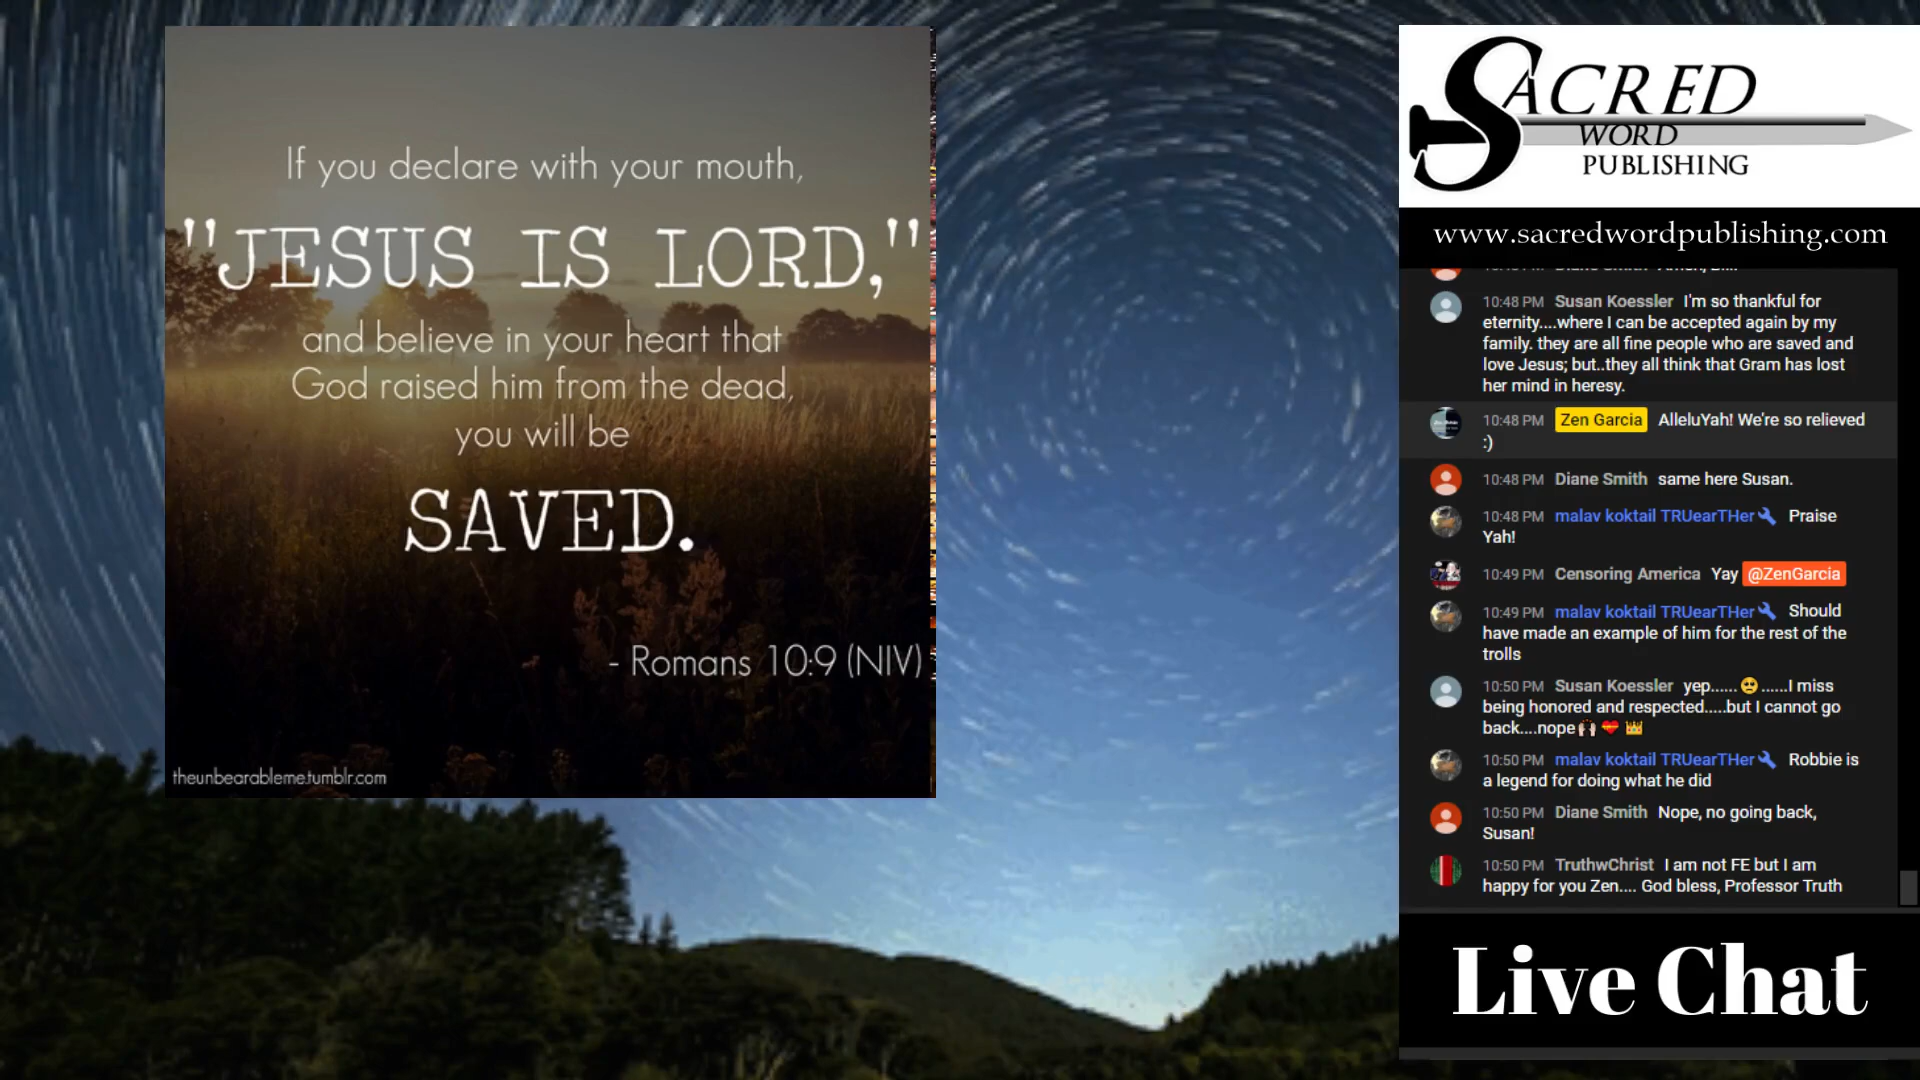 If you declare with your mouth,
"JESUS IS LORD,"
and believe in your heart that
God raised him from the dead,
you will be
SAVED.
- Romans 10:9 (NIV)
theunbearableme.tumblr.com
SACRED
WORD
PUBLISHING
www.sacredwordpublishing.com
10:48 PM Susan Koessler I'm so thankful for
eternity....where I can be accepted again by my
family. they are all fine people who are saved and
love Jesus; but..they all think that Gram has lost
her mind in heresy.
10:48 PM Zen Garcia AlleluYah! We're so relieved
:)
10:48 PM Diane Smith same here Susan.
10:48 PM malav koktail TRUearTHer Praise
Yah!
10:49 PM Censoring America Yay @ZenGarcia
10:49 PM malav koktail TRUearTHer Should
have made an example of him for the rest of the
trolls
10:50 PM Susan Koessler yep...... 🥺 ......I miss
being honored and respected.....but I cannot go
back....nope🙌 💝 👑
10:50 PM malav koktail TRUearTHer Robbie is
a legend for doing what he did
10:50 PM Diane Smith Nope, no going back,
Susan!
10:50 PM TruthwChrist I am not FE but I am
happy for you Zen.... God bless, Professor Truth
Live Chat